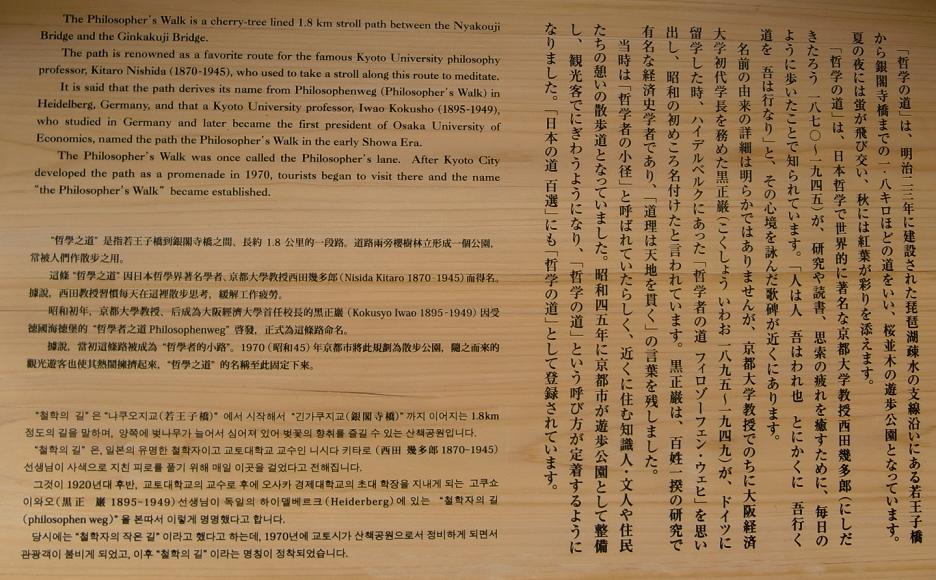 The Philosopher's Walk is a cherry-tree lined 1.8 km stroll path between the Nyakouji
Bridge and the Ginkakuji Bridge.
The path is renowned as a favorite route for the famous Kyoto University philosophy
professor, Kitaro Nishida (1870-1945), who used to take a stroll along this route to meditate.
It is said that the path derives its name from Philosophenweg (Philosopher's Walk) in
Heidelberg, Germany, and that a Kyoto University professor, Iwao Kokusho (1895-1949),
who studied in Germany and later became the first president of Osaka University of
Economics, named the path the Philosopher's Walk in the early Showa Era.
The Philosopher's Walk was once called the Philosopher's lane. After Kyoto City
developed the path as a promenade in 1970, tourists began to visit there and the name
"the Philosopher's Walk" became established.
"哲學之道" 是指若王子橋到銀閣寺橋之間、長約 1.8 公里的一段路。道路兩旁櫻樹林立形成一個公園,
常被人們作散步之用。
這條 "哲學之道" 因日本哲學界著名學者、京都大學教授西田幾多郎(Nisida Kitaro 1870-1945)而得名。
據說，西田教授習慣每天在這裡散步思考，緩解工作疲勞。
昭和初年，京都大學教授、后成為大阪經濟大學首任校長的黒正巖(Kokusyo Iwao 1895-1949)因受
德國海德堡的 "哲學者之道 Philosophenweg" 啓發，正式為這條路命名。
據說，當初這條路被成為 "哲學者的小路"。1970(昭和45)年京都市將此規劃為散步公園，隨之而來的
觀光遊客也使其熱鬧擁擠起來，"哲學之道" 的名稱至此固定下來。
"철학의 길" 은 "나쿠오지교(若王子橋)" 에서 시작해서 "긴가쿠지교(銀閣寺橋)" 까지 이어지는 1.8km
정도의 길을 말하며, 양쪽에 벚나무가 늘어서 심어져 있어 벚꽃의 향취를 즐길 수 있는 산책공원입니다.
"철학의 길" 은, 일본의 유명한 철학자이고 교토대학교 교수인 니시다 키타로(西田 幾多郎 1870-1945)
선생님이 사색으로 지친 피로를 풀기 위해 매일 이곳을 걸었다고 전해집니다.
그것이 1920년대 후반, 교토대학교의 교수로 후에 오사카 경제대학교의 초대 학장을 지내게 되는 고쿠쇼
이와오(黒正 巖 1895-1949)선생님이 독일의 하이델베르크(Heiderberg)에 있는 "철학자의 길
(philosophen weg)" 을 본따서 이렇게 명명했다고 합니다.
당시에는 "철학자의 작은 길" 이라고 했다고 하는데, 1970년에 교토시가 산책공원으로서 정비하게 되면서
관광객이 붐비게 되었고, 이후 "철학의 길" 이라는 명칭이 정착되었습니다.
「哲学の道」は、明治二三年に建設された琵琶湖疎水の支線沿いにある若王子橋
から銀閣寺橋までの一・八キロほどの道をいい、桜並木の遊歩公園となっています。
夏の夜には蛍が飛び交い、秋には紅葉が彩りを添えます。
「哲学の道」は、日本哲学で世界的に著名な京都大学教授西田幾多郎(にしだ
きたろう 一八七〇〜一九四五)が、研究や読書、思索の疲れを癒すために、毎日の
ように歩いたことで知られています。「人は人 吾はわれ也 とにかくに 吾行く
道を 吾は行なり」と、その心境を詠んだ歌碑が近くにあります。
名前の由来の詳細は明らかではありませんが、京都大学教授でのちに大阪経済
大学初代学長を務めた黒正巌(こくしょう いわお 一八九五〜一九四九)が、ドイツに
留学した時、ハイデルベルクにあった「哲学者の道 フィロゾーフェン・ウェヒ」を思い
出し、昭和の初めころ名付けたと言われています。黒正巌は、百姓一揆の研究で
有名な経済史学者であり、「道理は天地を貫く」の言葉を残しました。
当時は「哲学者の小径」と呼ばれていたらしく、近くに住む知識人・文人や住民
たちの憩いの散歩道となっていました。昭和四五年に京都市が遊歩公園として整備
し、観光客でにぎわうようになり、「哲学の道」という呼び方が定着するように
なりました。「日本の道 百選」にも「哲学の道」として登録されています。